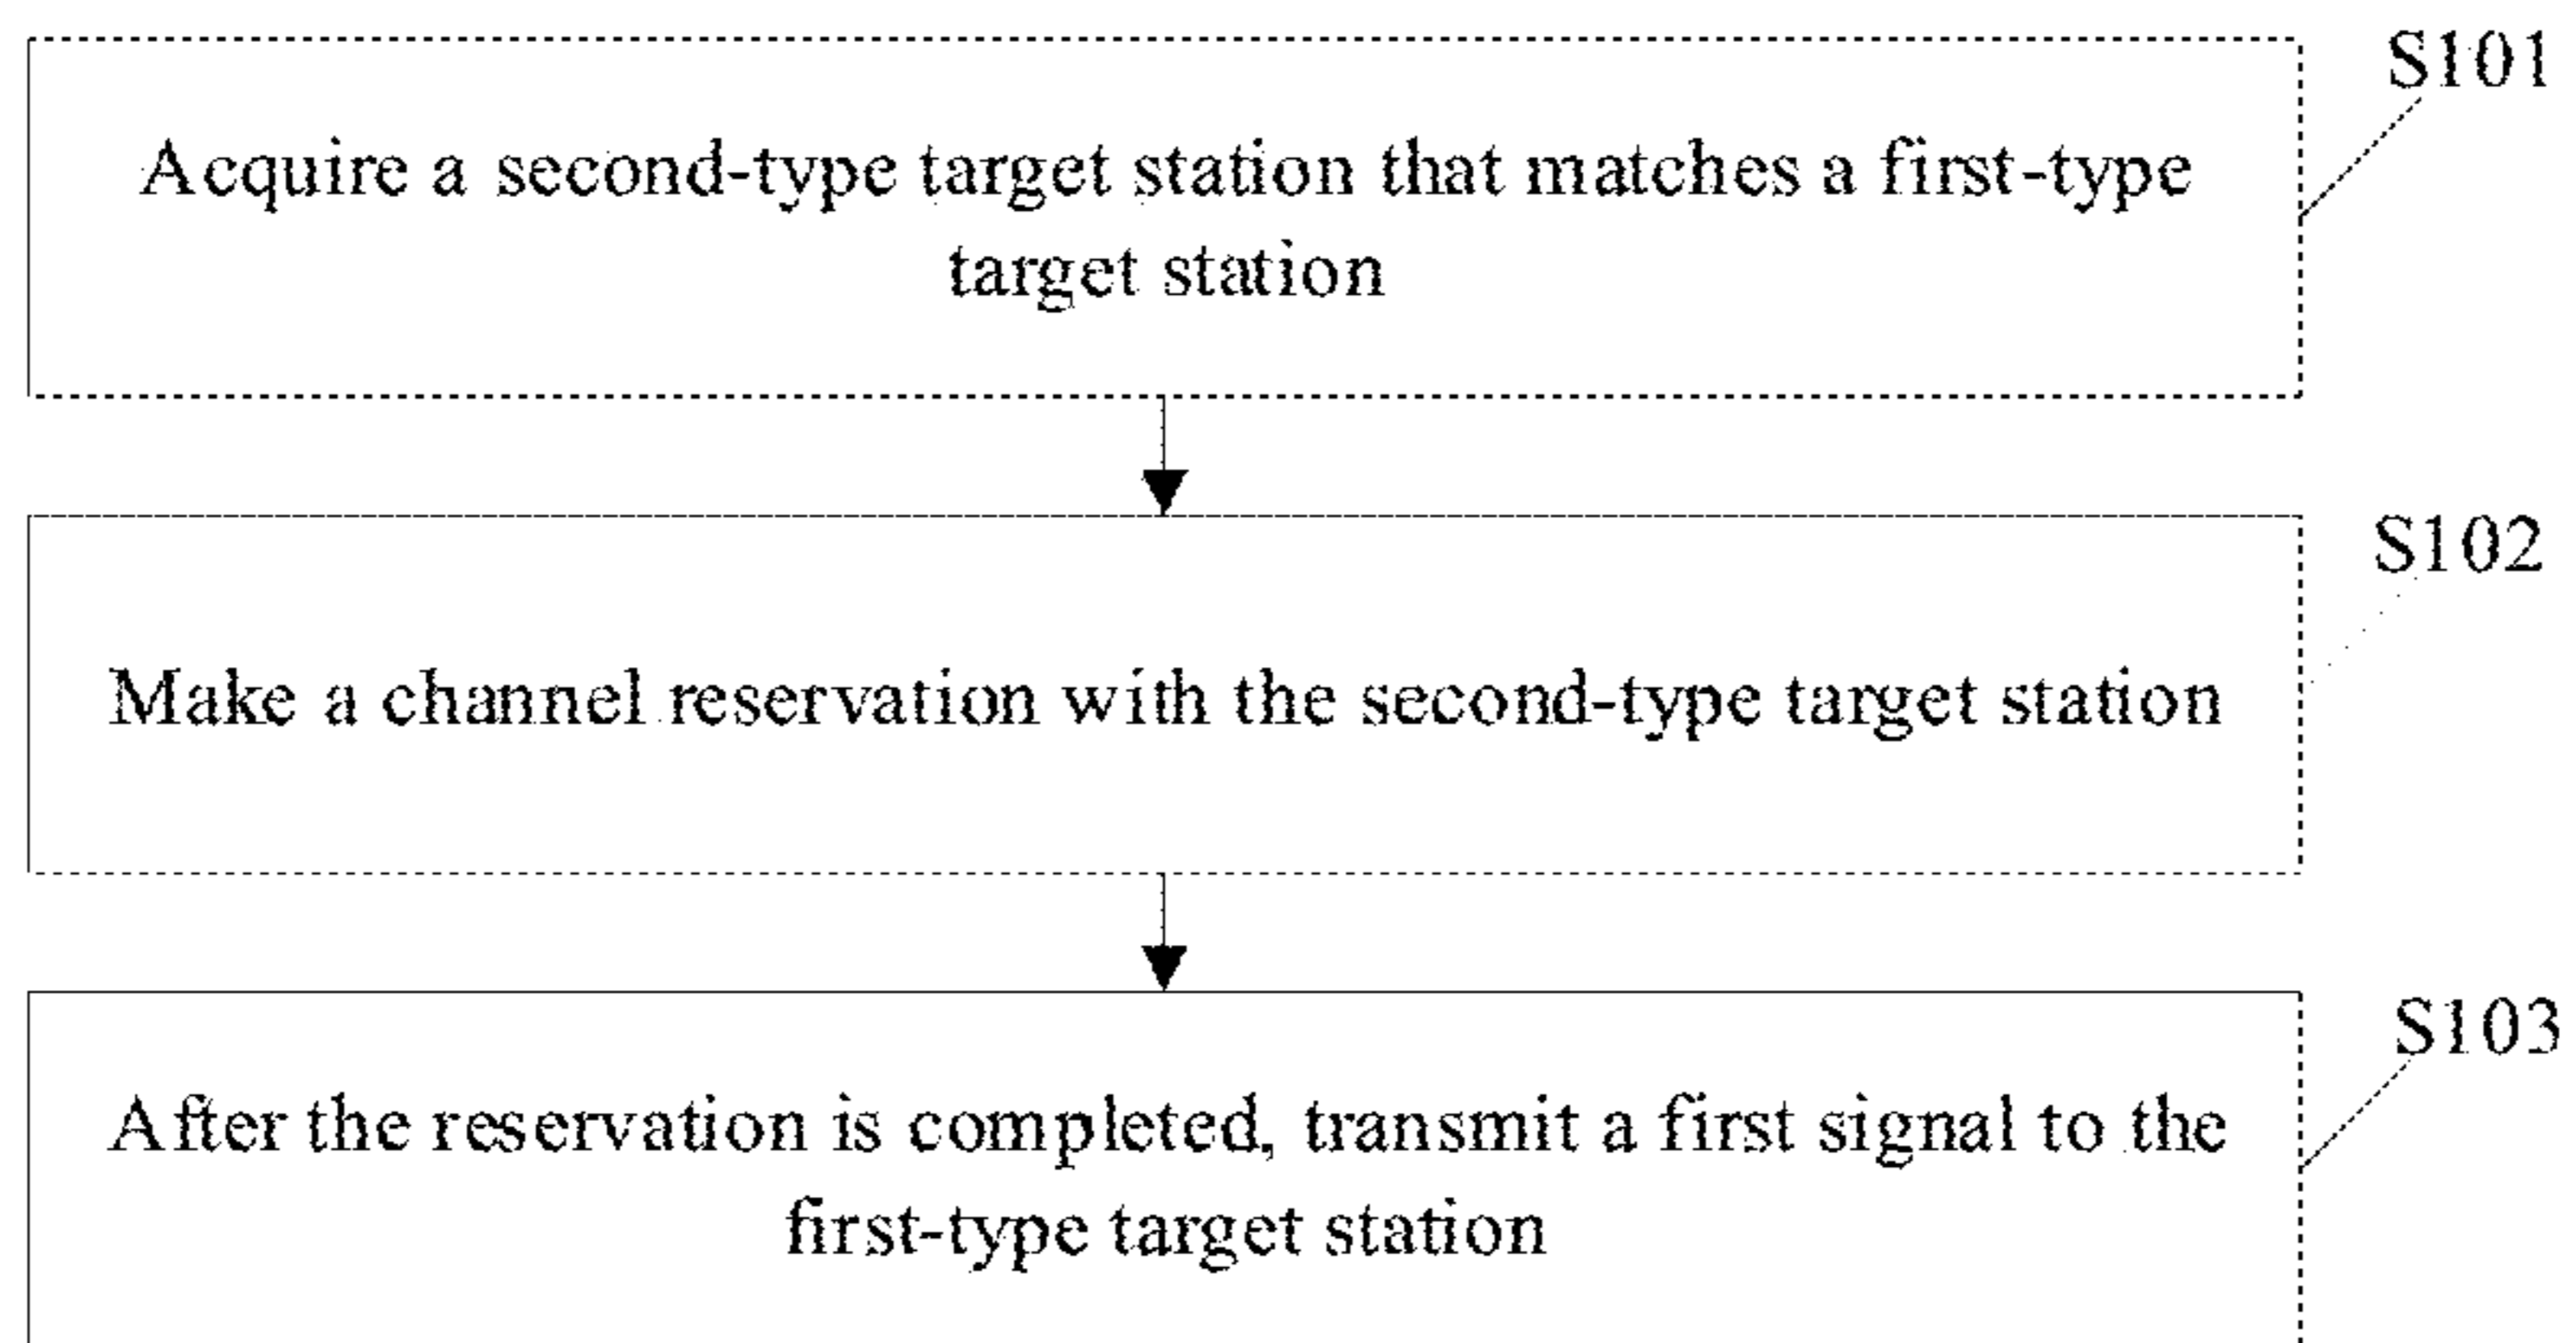 S101
Acquire a second-type target station that matches a first-type
target station
S102
Make a channel reservation with the second-type target station
S103
After the reservation is completed, transmit a first signal to the
first-type target station